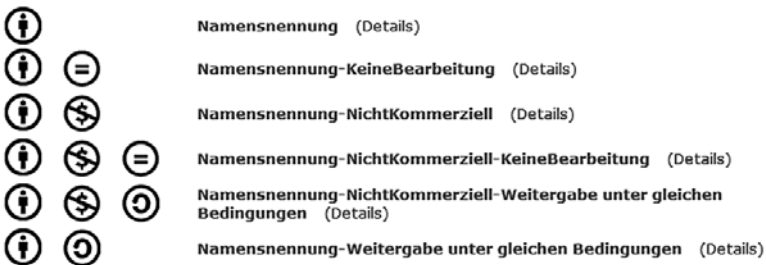 Namensnennung (Details)
Namensnennung-KeineBearbeitung (Details)
Namensnennung-NichtKommerziell (Details)
Namensnennung-NichtKommerziell-KeineBearbeitung (Details)
Namensnennung-NichtKommerziell-Weitergabe unter gleichen
Bedingungen (Details)
Namensnennung-Weitergabe unter gleichen Bedingungen (Details)